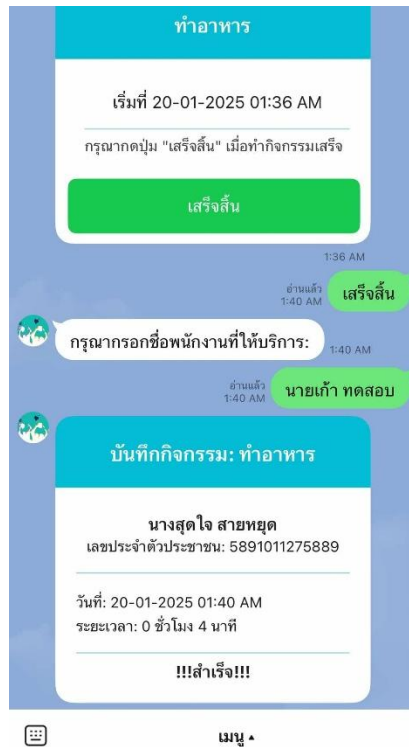 ทำอาหาร
เริ่มที่ 20-01-2025 01:36 AM
กรุณากดปุ่ม "เสร็จสิ้น" เมื่อทำกิจกรรมเสร็จ
เสร็จสิ้น
1:36 AM
อ่านแล้ว
1:40 AM
เสร็จสิ้น
กรุณากรอกชื่อพนักงานที่ให้บริการ:
1:40 AM
อ่านแล้ว
1:40 AM
นายเก้า ทดสอบ
บันทึกกิจกรรม: ทำอาหาร
นางสุดใจ สายหยุด
เลขประจำตัวประชาชน: 5891011275889
วันที่: 20-01-2025 01:40 AM
ระยะเวลา: 0 ชั่วโมง 4 นาที
!!!สำเร็จ!!!
เมนู